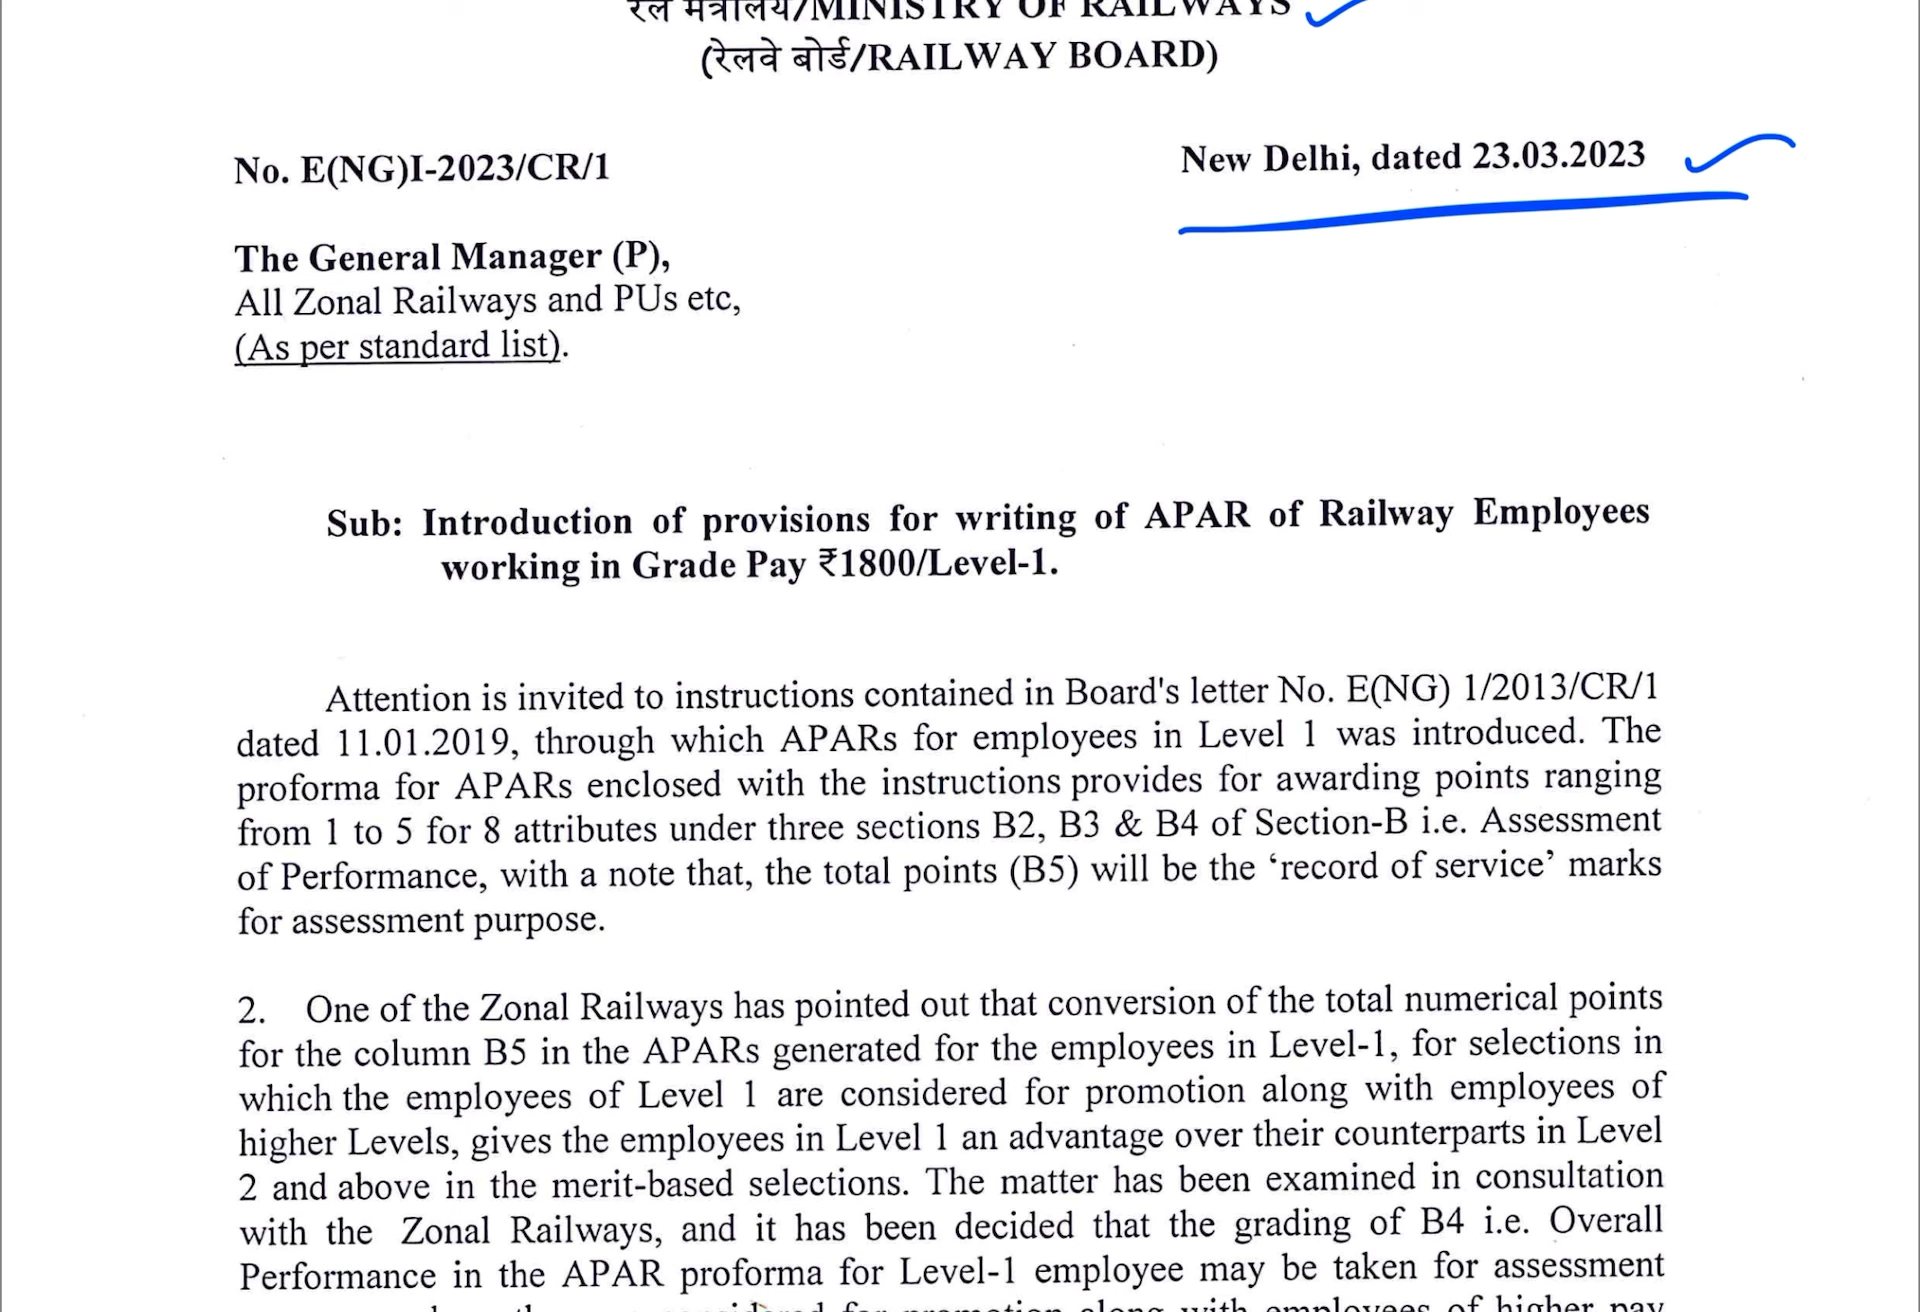 रेल मंत्रालय/MINISTRY OF RAILWAYS
(रेलवे बोर्ड/RAILWAY BOARD)
No. E(NG)I-2023/CR/1
New Delhi, dated 23.03.2023
The General Manager (P),
All Zonal Railways and PUs etc,
(As per standard list).
Sub: Introduction of provisions for writing of APAR of Railway Employees
working in Grade Pay ₹1800/Level-1.
Attention is invited to instructions contained in Board's letter No. E(NG) 1/2013/CR/1
dated 11.01.2019, through which APARs for employees in Level 1 was introduced. The
proforma for APARs enclosed with the instructions provides for awarding points ranging
from 1 to 5 for 8 attributes under three sections B2, B3 & B4 of Section-B i.e. Assessment
of Performance, with a note that, the total points (B5) will be the ‘record of service’ marks
for assessment purpose.
2. One of the Zonal Railways has pointed out that conversion of the total numerical points
for the column B5 in the APARs generated for the employees in Level-1, for selections in
which the employees of Level 1 are considered for promotion along with employees of
higher Levels, gives the employees in Level 1 an advantage over their counterparts in Level
2 and above in the merit-based selections. The matter has been examined in consultation
with the Zonal Railways, and it has been decided that the grading of B4 i.e. Overall
Performance in the APAR proforma for Level-1 employee may be taken for assessment
considered for promotion along with employees of higher pay